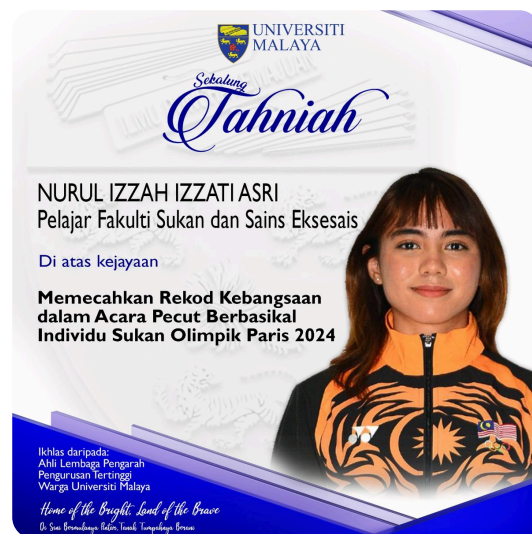 UNIVERSITI
MALAYA
Sekalung
Tahniah
NURUL IZZAH IZZATI ASRI
Pelajar Fakulti Sukan dan Sains Eksesais
Di atas kejayaan
Memecahkan Rekod Kebangsaan
dalam Acara Pecut Berbasikal
Individu Sukan Olimpik Paris 2024
Ikhlas daripada:
Ahli Lembaga Pengarah
Pengurusan Tertinggi
Warga Universiti Malaya
Home of the Bright, Land of the Brave
Di Sini Bermulanya Pintar, Tanah Tumpahnya Berani